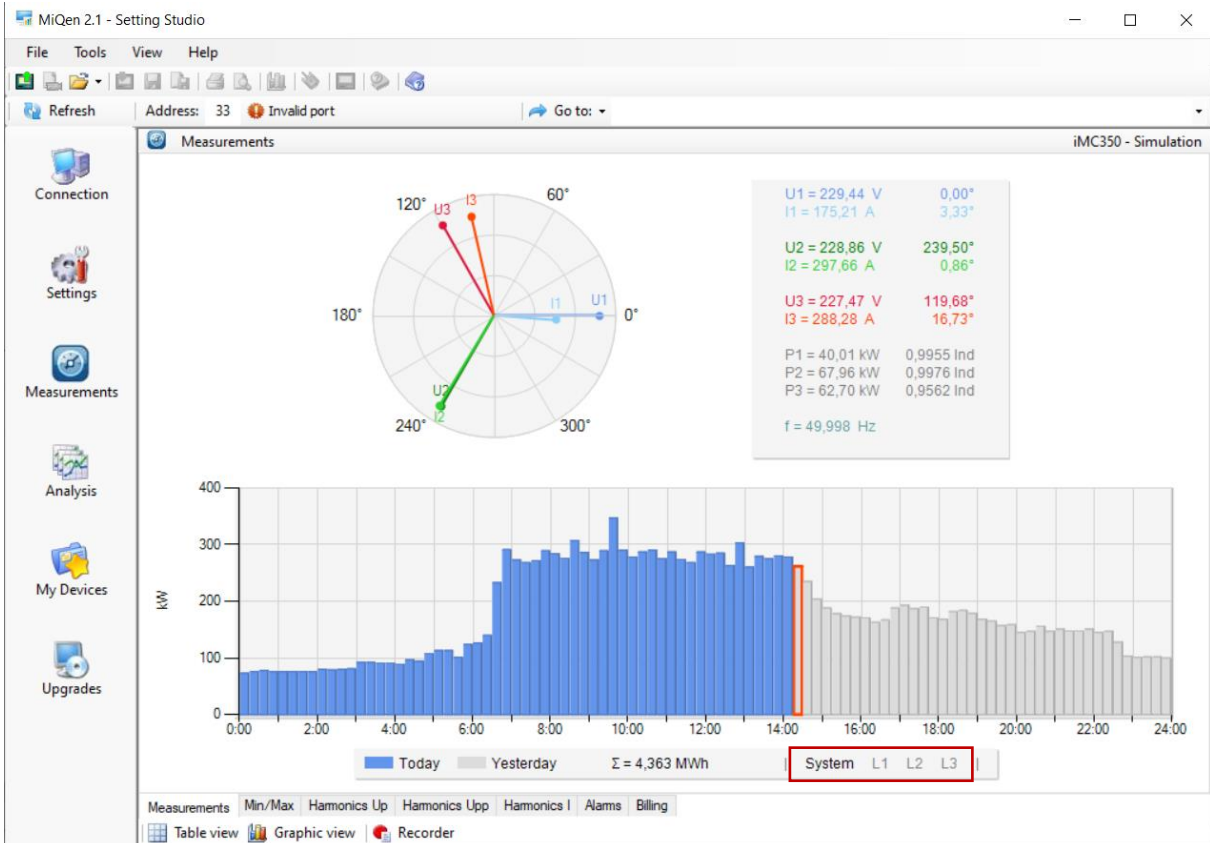 MiQen 2.1 - Setting Studio
File Tools View Help
Refresh Address: 33 Invalid port Go to:
Measurements iMC350 - Simulation
Connection
Settings
Measurements
Analysis
My Devices
Upgrades
120° U3 I3 60°
180° I1 U1 0°
U2
240° I2 300°
U1 = 229,44 V 0,00°
I1 = 175,21 A 3,33°
U2 = 228,86 V 239,50°
I2 = 297,66 A 0,86°
U3 = 227,47 V 119,68°
I3 = 288,28 A 16,73°
P1 = 40,01 kW 0,9955 Ind
P2 = 67,96 kW 0,9976 Ind
P3 = 62,70 kW 0,9562 Ind
f = 49,998 Hz
400
300
200
100
0
kW
0:00 2:00 4:00 6:00 8:00 10:00 12:00 14:00 16:00 18:00 20:00 22:00 24:00
Today Yesterday Σ = 4,363 MWh System L1 L2 L3
Measurements Min/Max Harmonics Up Harmonics Upp Harmonics I Alarms Billing
Table view Graphic view Recorder